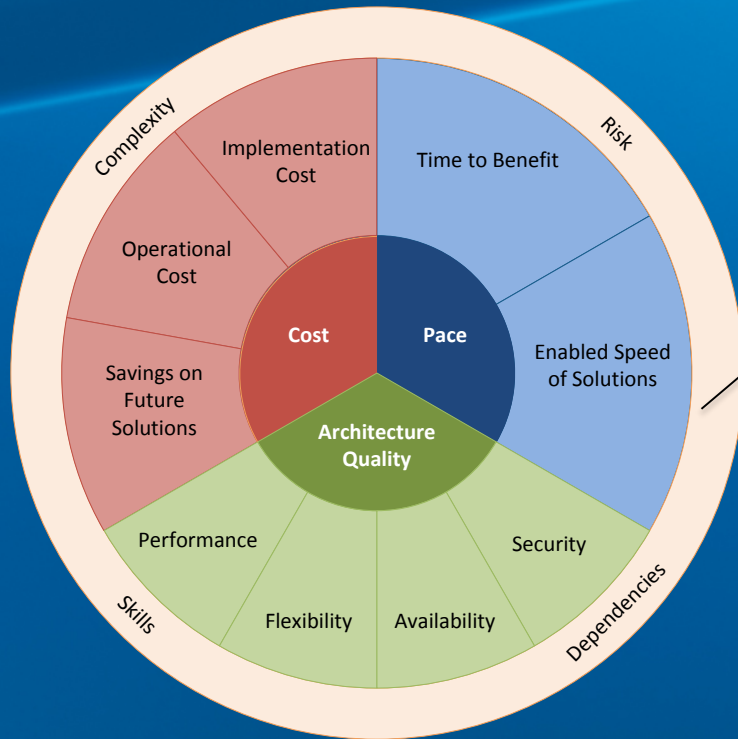 Complexity
Risk
Implementation
Cost
Time to Benefit
Operational
Cost
Cost
Pace
Enabled Speed
of Solutions
Savings on
Future
Solutions
Architecture
Quality
Performance
Security
Flexibility
Availability
Skills
Dependencies